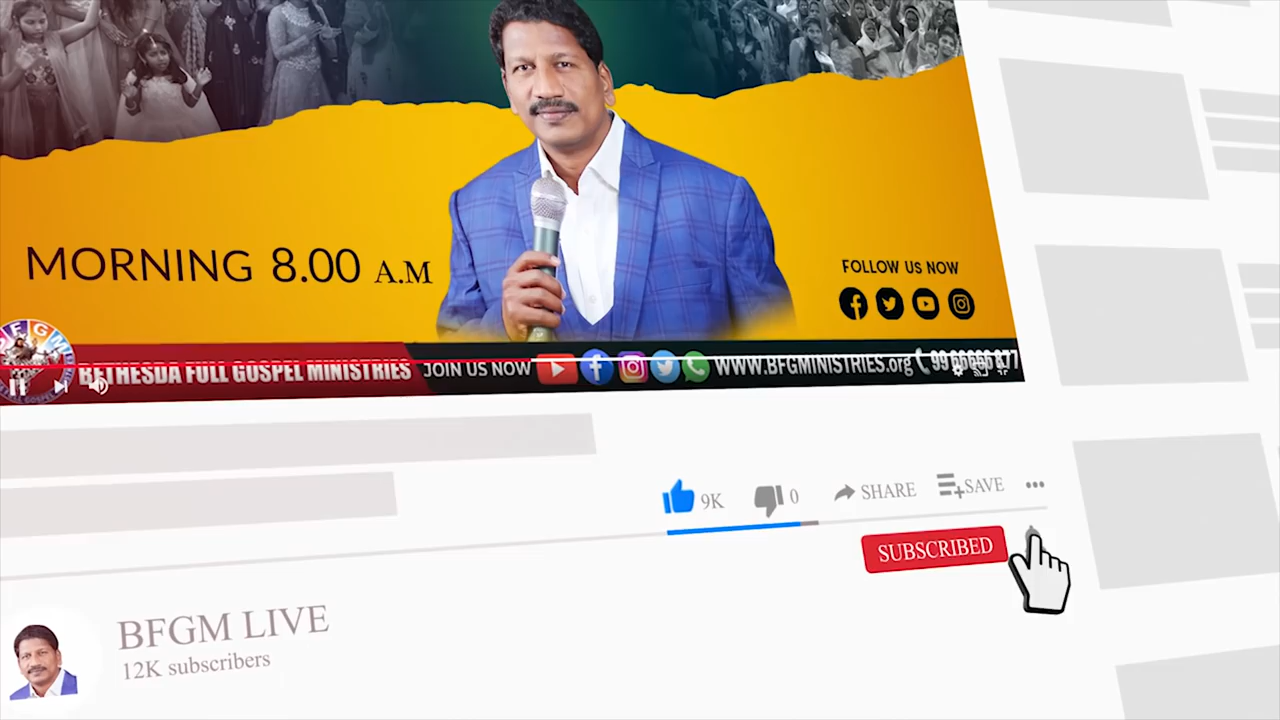 MORNING 8.00 A.M
FOLLOW US NOW
BETHESDA FULL GOSPEL MINISTRIES JOIN US NOW WWW.BFGMINISTRIES.org
9K 0 SHARE SAVE
SUBSCRIBED
BFGM LIVE
12K subscribers